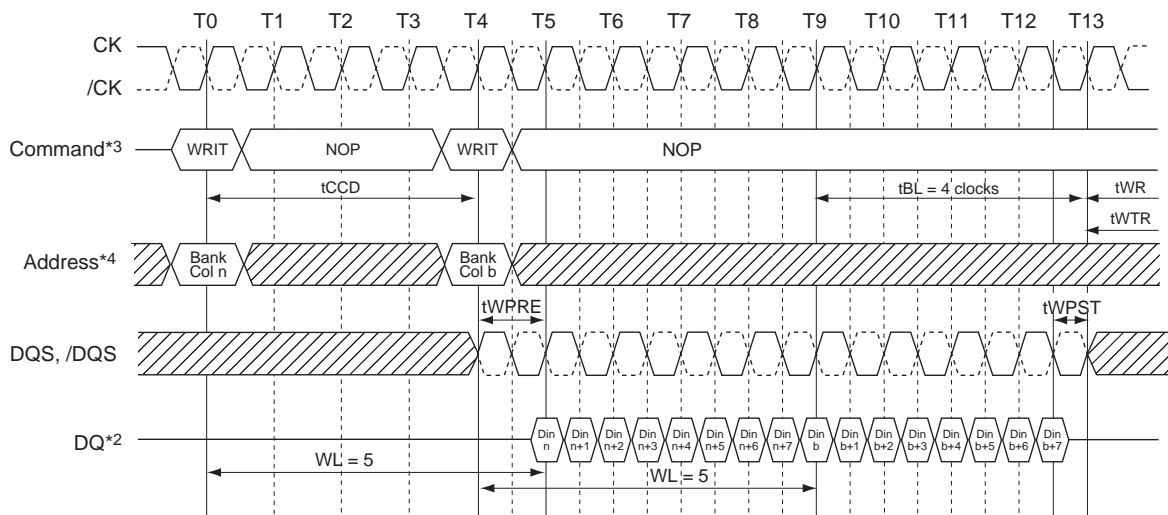 T0 T1 T2 T3 T4 T5 T6 T7 T8 T9 T10 T11 T12 T13
CK
/CK
Command*3 WRIT NOP WRIT NOP
tCCD tBL = 4 clocks tWR
tWTR
Address*4 Bank Col n Bank Col b
tWPRE tWPST
DQS, /DQS
DQ*2 Din n Din n+1 Din n+2 Din n+3 Din n+4 Din n+5 Din n+6 Din n+7 Din b Din b+1 Din b+2 Din b+3 Din b+4 Din b+5 Din b+6 Din b+7
WL = 5 WL = 5